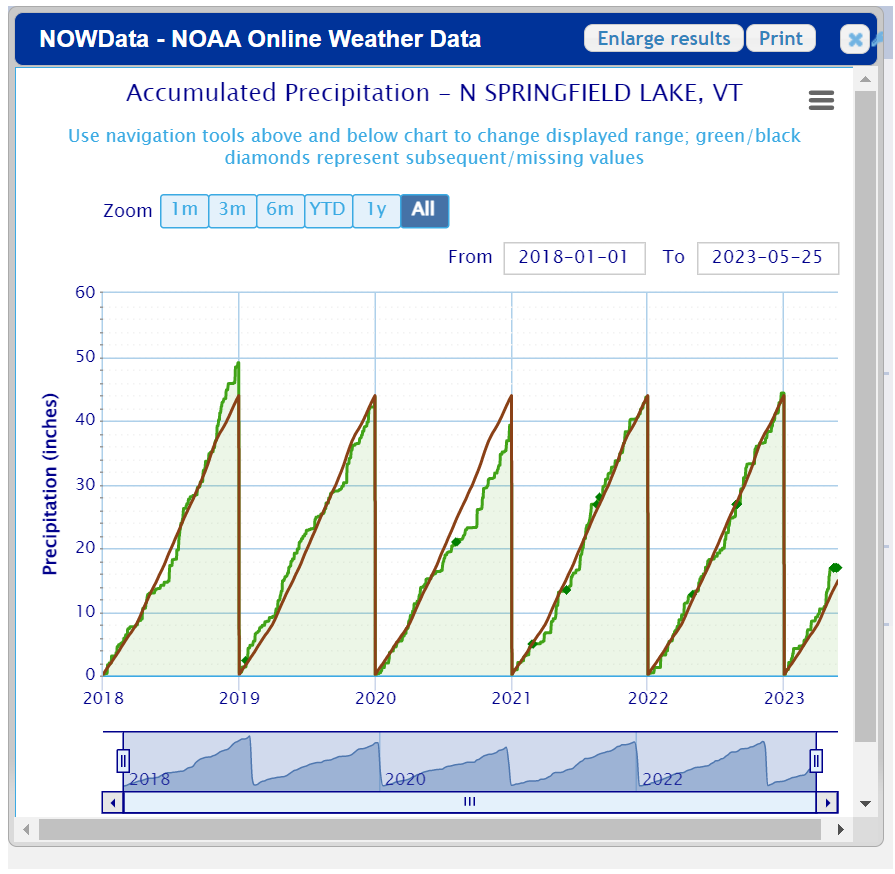 NOWData - NOAA Online Weather Data
Enlarge results
Print
Accumulated Precipitation – N SPRINGFIELD LAKE, VT
Use navigation tools above and below chart to change displayed range; green/black
diamonds represent subsequent/missing values
Zoom 1m 3m 6m YTD 1y All
From 2018-01-01 To 2023-05-25
Precipitation (inches)
60
50
40
30
20
10
0
2018 2019 2020 2021 2022 2023
2018 2020 2022